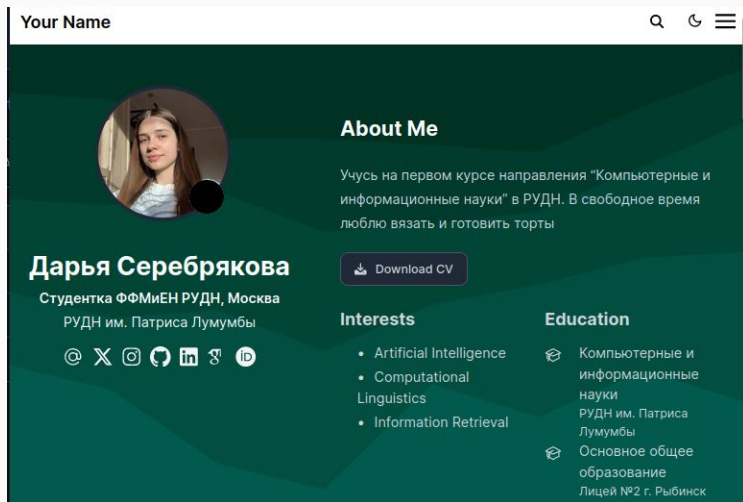 Your Name
Дарья Серебрякова
Студентка ФФМиЕН РУДН, Москва
РУДН им. Патриса Лумумбы
About Me
Учусь на первом курсе направления “Компьютерные и
информационные науки” в РУДН. В свободное время
люблю вязать и готовить торты
Download CV
Interests
• Artificial Intelligence
• Computational
Linguistics
• Information Retrieval
Education
Компьютерные и
информационные
науки
РУДН им. Патриса
Лумумбы
Основное общее
образование
Лицей №2 г. Рыбинск